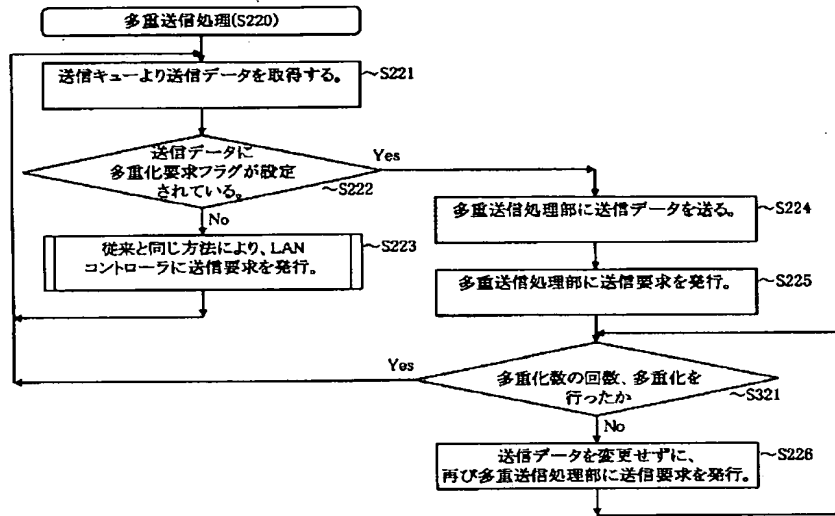 多重送信処理(S220)
送信キューより送信データを取得する。
～S221
送信データに
多重化要求フラグが設定
されている。
～S222
Yes
No
従来と同じ方法により、LAN
コントローラに送信要求を発行。
～S223
多重送信処理部に送信データを送る。
～S224
多重送信処理部に送信要求を発行。
～S225
Yes
多重化数の回数、多重化を
行ったか
～S321
No
送信データを変更せずに、
再び多重送信処理部に送信要求を発行。
～S226